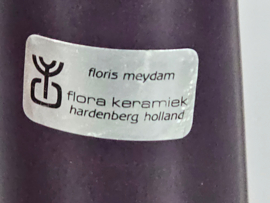 floris meydam
flora keramiek
hardenberg holland